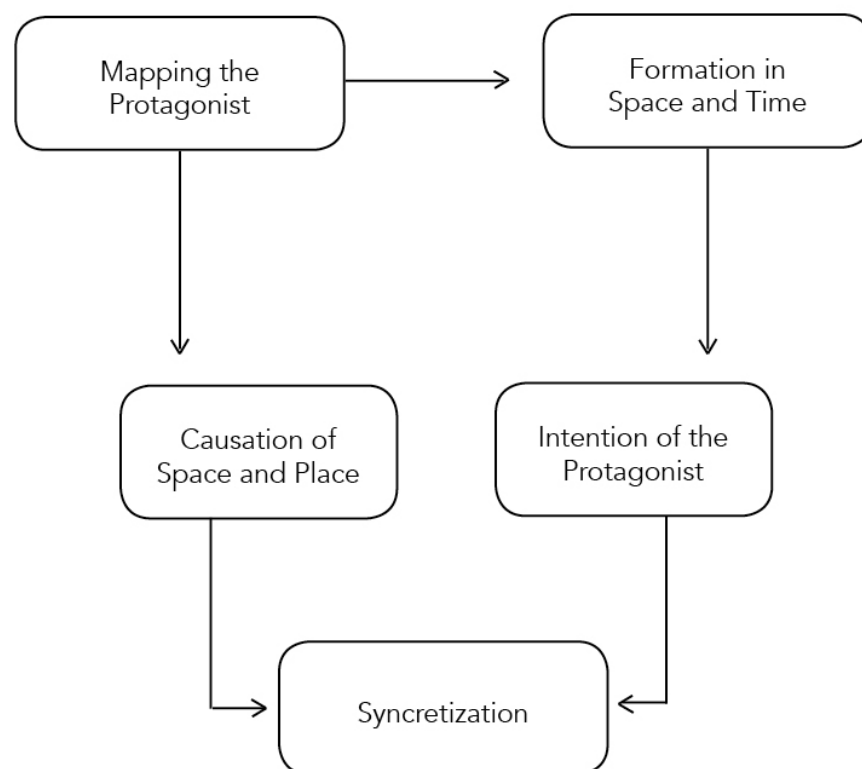 Mapping the
Protagonist
Formation in
Space and Time
Causation of
Space and Place
Intention of the
Protagonist
Syncretization